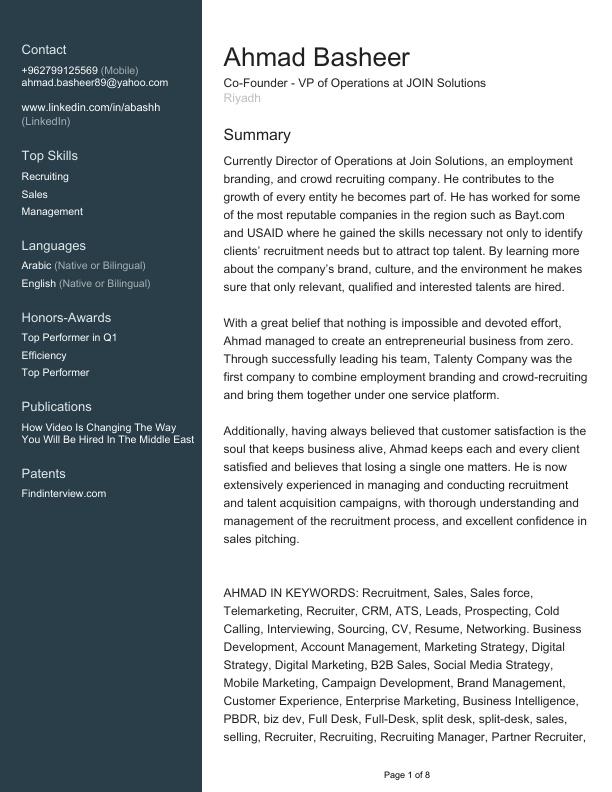 Contact
+962799125569 (Mobile)
ahmad.basheer89@yahoo.com
www.linkedin.com/in/abashh
(LinkedIn)
Top Skills
Recruiting
Sales
Management
Languages
Arabic (Native or Bilingual)
English (Native or Bilingual)
Honors-Awards
Top Performer in Q1
Efficiency
Top Performer
Publications
How Video Is Changing The Way
You Will Be Hired In The Middle East
Patents
Findinterview.com
Ahmad Basheer
Co-Founder - VP of Operations at JOIN Solutions
Riyadh
Summary
Currently Director of Operations at Join Solutions, an employment
branding, and crowd recruiting company. He contributes to the
growth of every entity he becomes part of. He has worked for some
of the most reputable companies in the region such as Bayt.com
and USAID where he gained the skills necessary not only to identify
clients’ recruitment needs but to attract top talent. By learning more
about the company’s brand, culture, and the environment he makes
sure that only relevant, qualified and interested talents are hired.
With a great belief that nothing is impossible and devoted effort,
Ahmad managed to create an entrepreneurial business from zero.
Through successfully leading his team, Talenty Company was the
first company to combine employment branding and crowd-recruiting
and bring them together under one service platform.
Additionally, having always believed that customer satisfaction is the
soul that keeps business alive, Ahmad keeps each and every client
satisfied and believes that losing a single one matters. He is now
extensively experienced in managing and conducting recruitment
and talent acquisition campaigns, with thorough understanding and
management of the recruitment process, and excellent confidence in
sales pitching.
AHMAD IN KEYWORDS: Recruitment, Sales, Sales force,
Telemarketing, Recruiter, CRM, ATS, Leads, Prospecting, Cold
Calling, Interviewing, Sourcing, CV, Resume, Networking. Business
Development, Account Management, Marketing Strategy, Digital
Strategy, Digital Marketing, B2B Sales, Social Media Strategy,
Mobile Marketing, Campaign Development, Brand Management,
Customer Experience, Enterprise Marketing, Business Intelligence,
PBDR, biz dev, Full Desk, Full-Desk, split desk, split-desk, sales,
selling, Recruiter, Recruiting, Recruiting Manager, Partner Recruiter,
Page 1 of 8